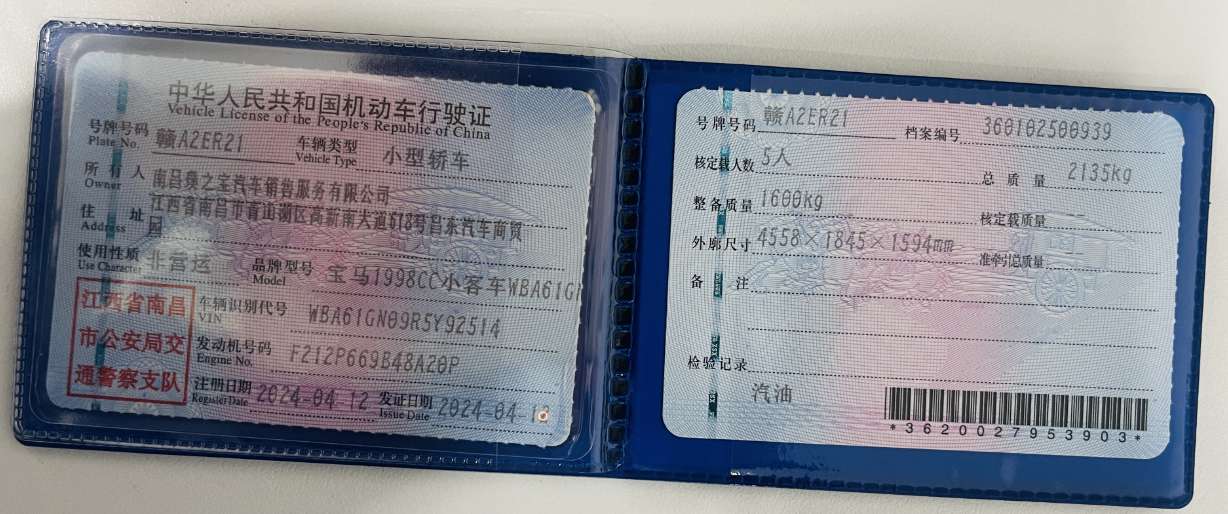 中华人民共和国机动车行驶证
Vehicle License of the People's Republic of China
号牌号码 赣A2ER21 车辆类型 小型轿车
Plate No. Vehicle Type
所有人 南昌奥之宝汽车销售服务有限公司
Owner
住址 江西省南昌市青山湖区高新南大道618号昌东汽车商贸
Address 园
使用性质 非营运 品牌型号 宝马1998CC小客车WBA61G
Use Character Model
江西省南昌
市公安局交
通警察支队
车辆识别代号 WBA61GN09R5Y92514
VIN
发动机号码 F212P669B48A20P
Engine No.
注册日期 2024-04-12 发证日期 2024-04-1
Register Date Issue Date
号牌号码 赣A2ER21 档案编号 360102500939
核定载人数 5人 总质量 2135kg
整备质量 1600kg 核定载质量 --
外廓尺寸 4558×1845×1594mm 准牵引总质量 --
备注
检验记录
汽油
*3620027953903*